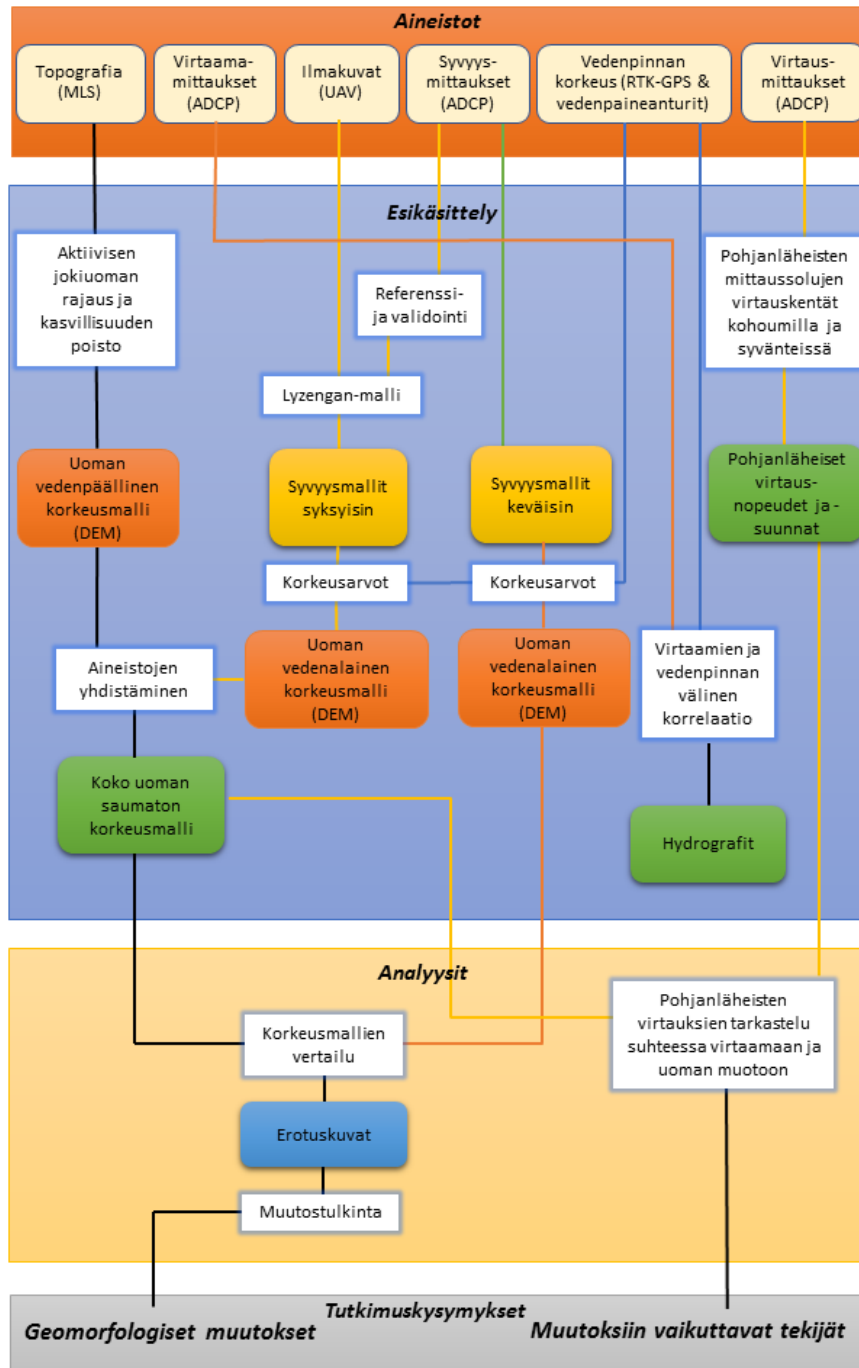 Aineistot
Topografia
(MLS)
Virtaama-
mittaukset
(ADCP)
Ilmakuvat
(UAV)
Syvyys-
mittaukset
(ADCP)
Vedenpinnan
korkeus (RTK-GPS &
vedenpaineanturit)
Virtaus-
mittaukset
(ADCP)
Esikäsittely
Aktiivisen
jokiuoman
rajaus ja
kasvillisuuden
poisto
Referenssi-
ja validointi
Pohjanläheisten
mittaussolujen
virtauskentät
kohoumilla ja
syvänteissä
Lyzengan-malli
Uoman
vedenpäällinen
korkeusmalli
(DEM)
Syvyysmallit
syksyisin
Syvyysmallit
keväisin
Pohjanläheiset
virtaus-
nopeudet ja -
suunnat
Korkeusarvot
Korkeusarvot
Aineistojen
yhdistäminen
Uoman
vedenalainen
korkeusmalli
(DEM)
Uoman
vedenalainen
korkeusmalli
(DEM)
Virtaamien ja
vedenpinnan
välinen
korrelaatio
Koko uoman
saumaton
korkeusmalli
Hydrografit
Analyysit
Korkeusmallien
vertailu
Pohjanläheisten
virtauksien tarkastelu
suhteessa virtaamaan ja
uoman muotoon
Erotuskuvat
Muutostulkinta
Tutkimuskysymykset
Geomorfologiset muutokset
Muutoksiin vaikuttavat tekijät